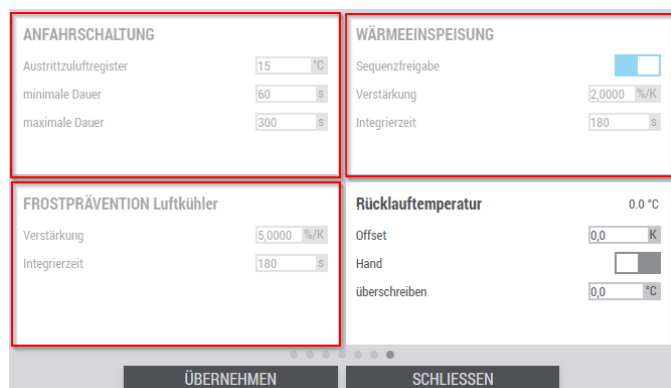 ANFAHRSCHALTUNG
Austrittzuluftregister 15 °C
minimale Dauer 60 s
maximale Dauer 300 s
WÄRMEEINSPEISUNG
Sequenzfreigabe
Verstärkung 2,0000 %/K
Integrierzeit 180 s
FROSTPRÄVENTION Luftkühler
Verstärkung 5,0000 %/K
Integrierzeit 180 s
Rücklauftemperatur 0.0 °C
Offset 0,0 K
Hand
überschreiben 0,0 °C
ÜBERNEHMEN
SCHLIESSEN